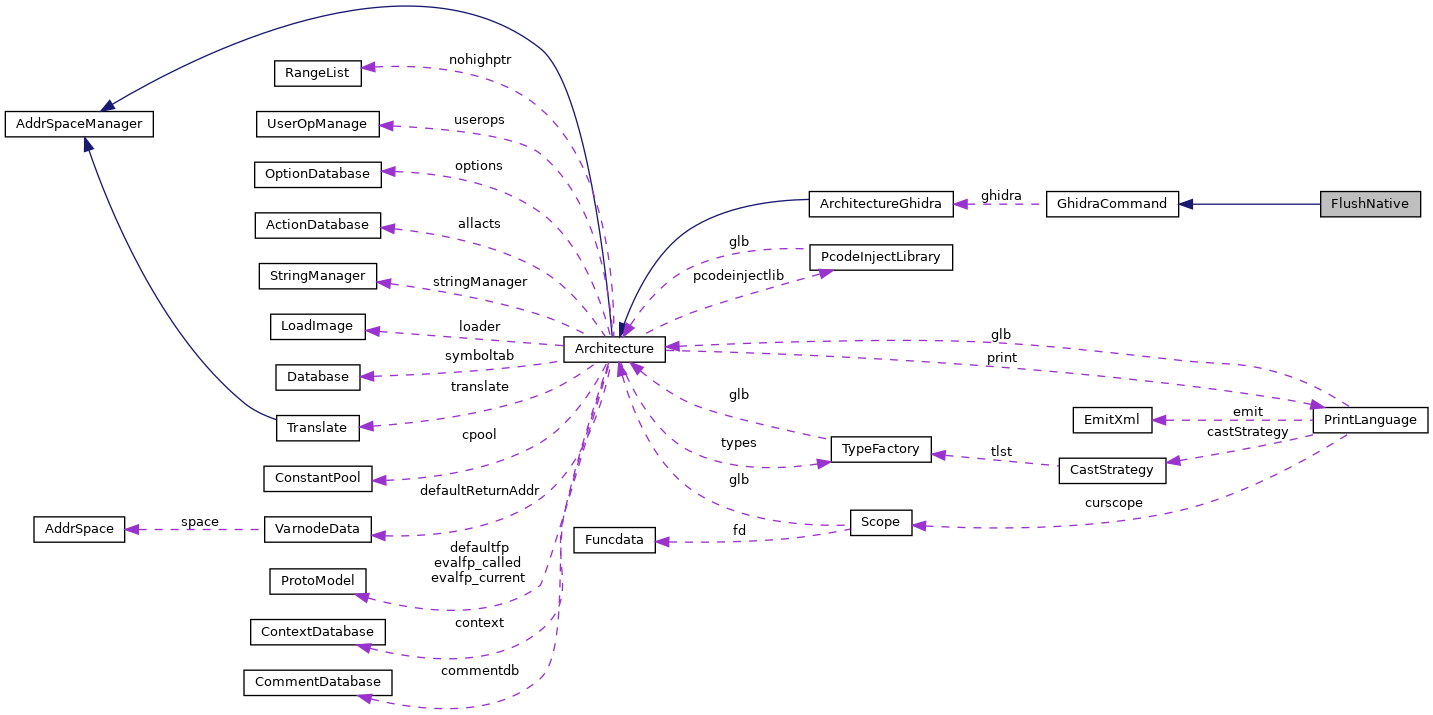 nohighptr
RangeList
AddrSpaceManager
UserOpManage
userops
OptionDatabase
options
ArchitectureGhidra
ghidra
GhidraCommand
FlushNative
ActionDatabase
allacts
glb
PcodeInjectLibrary
StringManager
stringManager
pcodeinjectlib
LoadImage
loader
Architecture
glb
symboltab
print
Database
translate
glb
Translate
cpool
EmitXml
emit
PrintLanguage
castStrategy
types
TypeFactory
tlst
CastStrategy
ConstantPool
glb
defaultReturnAddr
curscope
AddrSpace
space
VarnodeData
Scope
fd
Funcdata
defaultfp
evalfp_called
evalfp_current
ProtoModel
context
ContextDatabase
commentdb
CommentDatabase